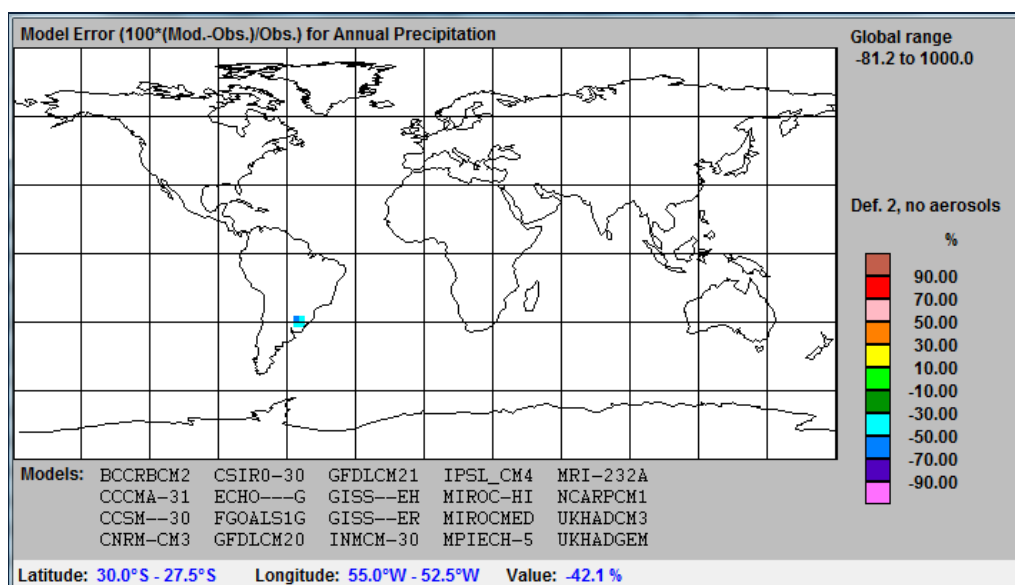 Model Error (100*(Mod.-Obs.)/Obs.) for Annual Precipitation
Global range
-81.2 to 1000.0
Def. 2, no aerosols
%
90.00
70.00
50.00
30.00
10.00
-10.00
-30.00
-50.00
-70.00
-90.00
Models: BCCRBCM2 CSIR0-30 GFDLCM21 IPSL_CM4 MRI-232A
CCCMA-31 ECHO---G GISS--EH MIROC-HI NCARPCM1
CCSM--30 FGOALS1G GISS--ER MIROCMED UKHADCM3
CNRM-CM3 GFDLCM20 INMCM-30 MPIECH-5 UKHADGEM
Latitude: 30.0°S - 27.5°S Longitude: 55.0°W - 52.5°W Value: -42.1 %